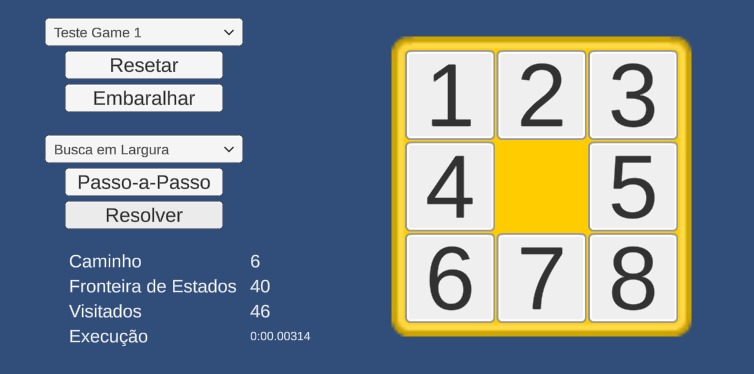 Teste Game 1
Resetar
Embaralhar
Busca em Largura
Passo-a-Passo
Resolver
Caminho 6
Fronteira de Estados 40
Visitados 46
Execução 0:00.00314
1 2 3
4 5
6 7 8